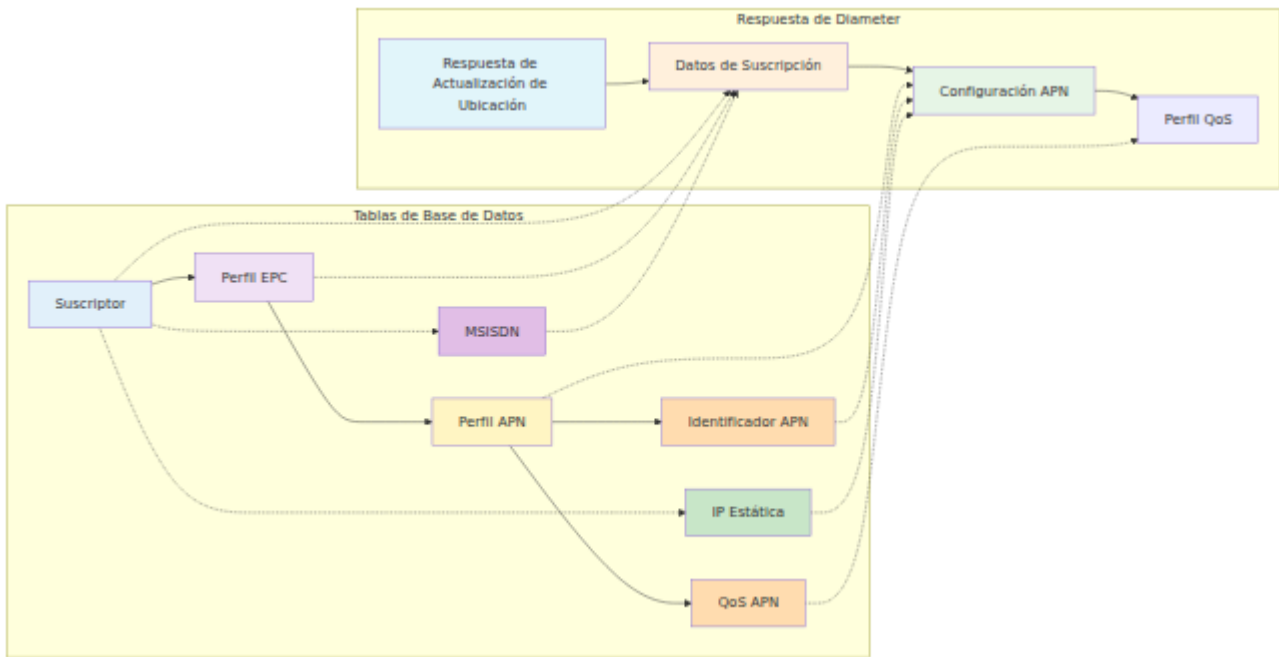 Respuesta de Diameter
Respuesta de
Actualización de
Ubicación
Datos de Suscripción
Configuración APN
Perfil QoS
Tablas de Base de Datos
Suscriptor
Perfil EPC
MSISDN
Perfil APN
Identificador APN
IP Estática
QoS APN